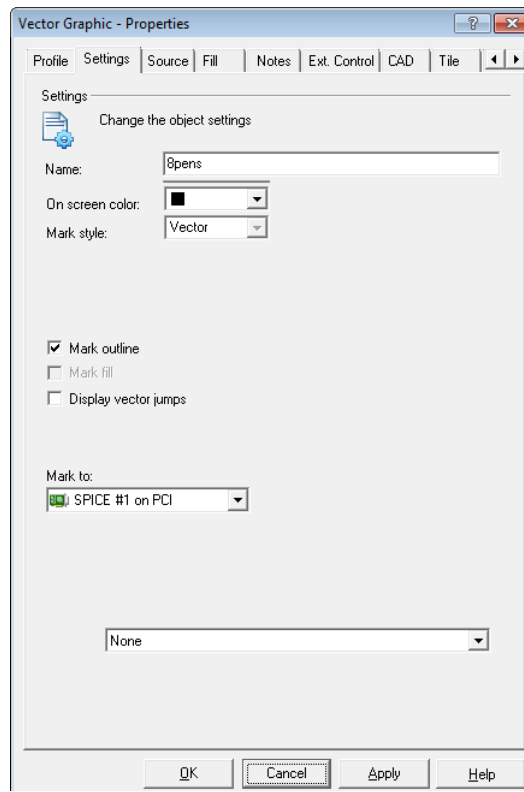 Vector Graphic - Properties
Profile Settings Source Fill Notes Ext. Control CAD Tile
Settings
Change the object settings
Name: 8pens
On screen color:
Mark style: Vector
Mark outline
Mark fill
Display vector jumps
Mark to:
SPICE #1 on PCI
None
OK Cancel Apply Help